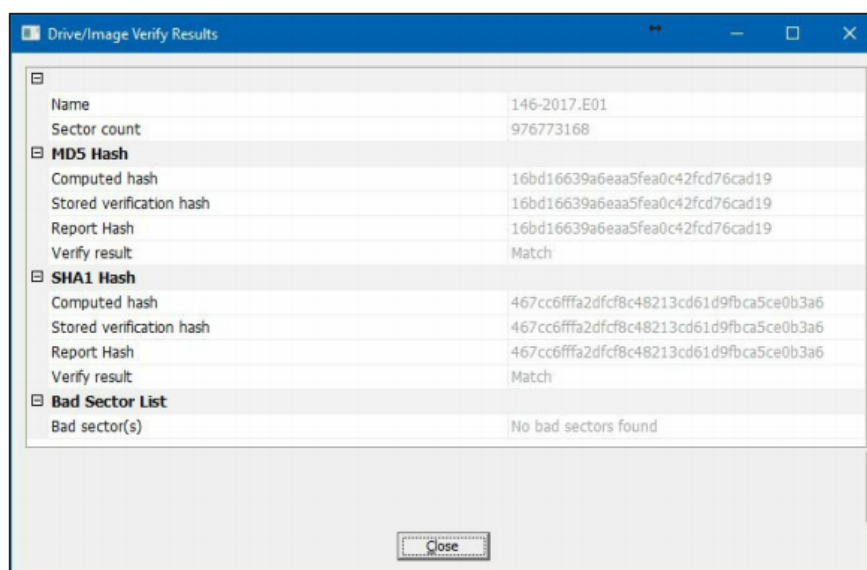 Drive/Image Verify Results
Name 146-2017.E01
Sector count 976773168
MD5 Hash
Computed hash 16bd16639a6eaa5fea0c42fcd76cad19
Stored verification hash 16bd16639a6eaa5fea0c42fcd76cad19
Report Hash 16bd16639a6eaa5fea0c42fcd76cad19
Verify result Match
SHA1 Hash
Computed hash 467cc6fffa2dfcf8c48213cd61d9fbca5ce0b3a6
Stored verification hash 467cc6fffa2dfcf8c48213cd61d9fbca5ce0b3a6
Report Hash 467cc6fffa2dfcf8c48213cd61d9fbca5ce0b3a6
Verify result Match
Bad Sector List
Bad sector(s) No bad sectors found
Close